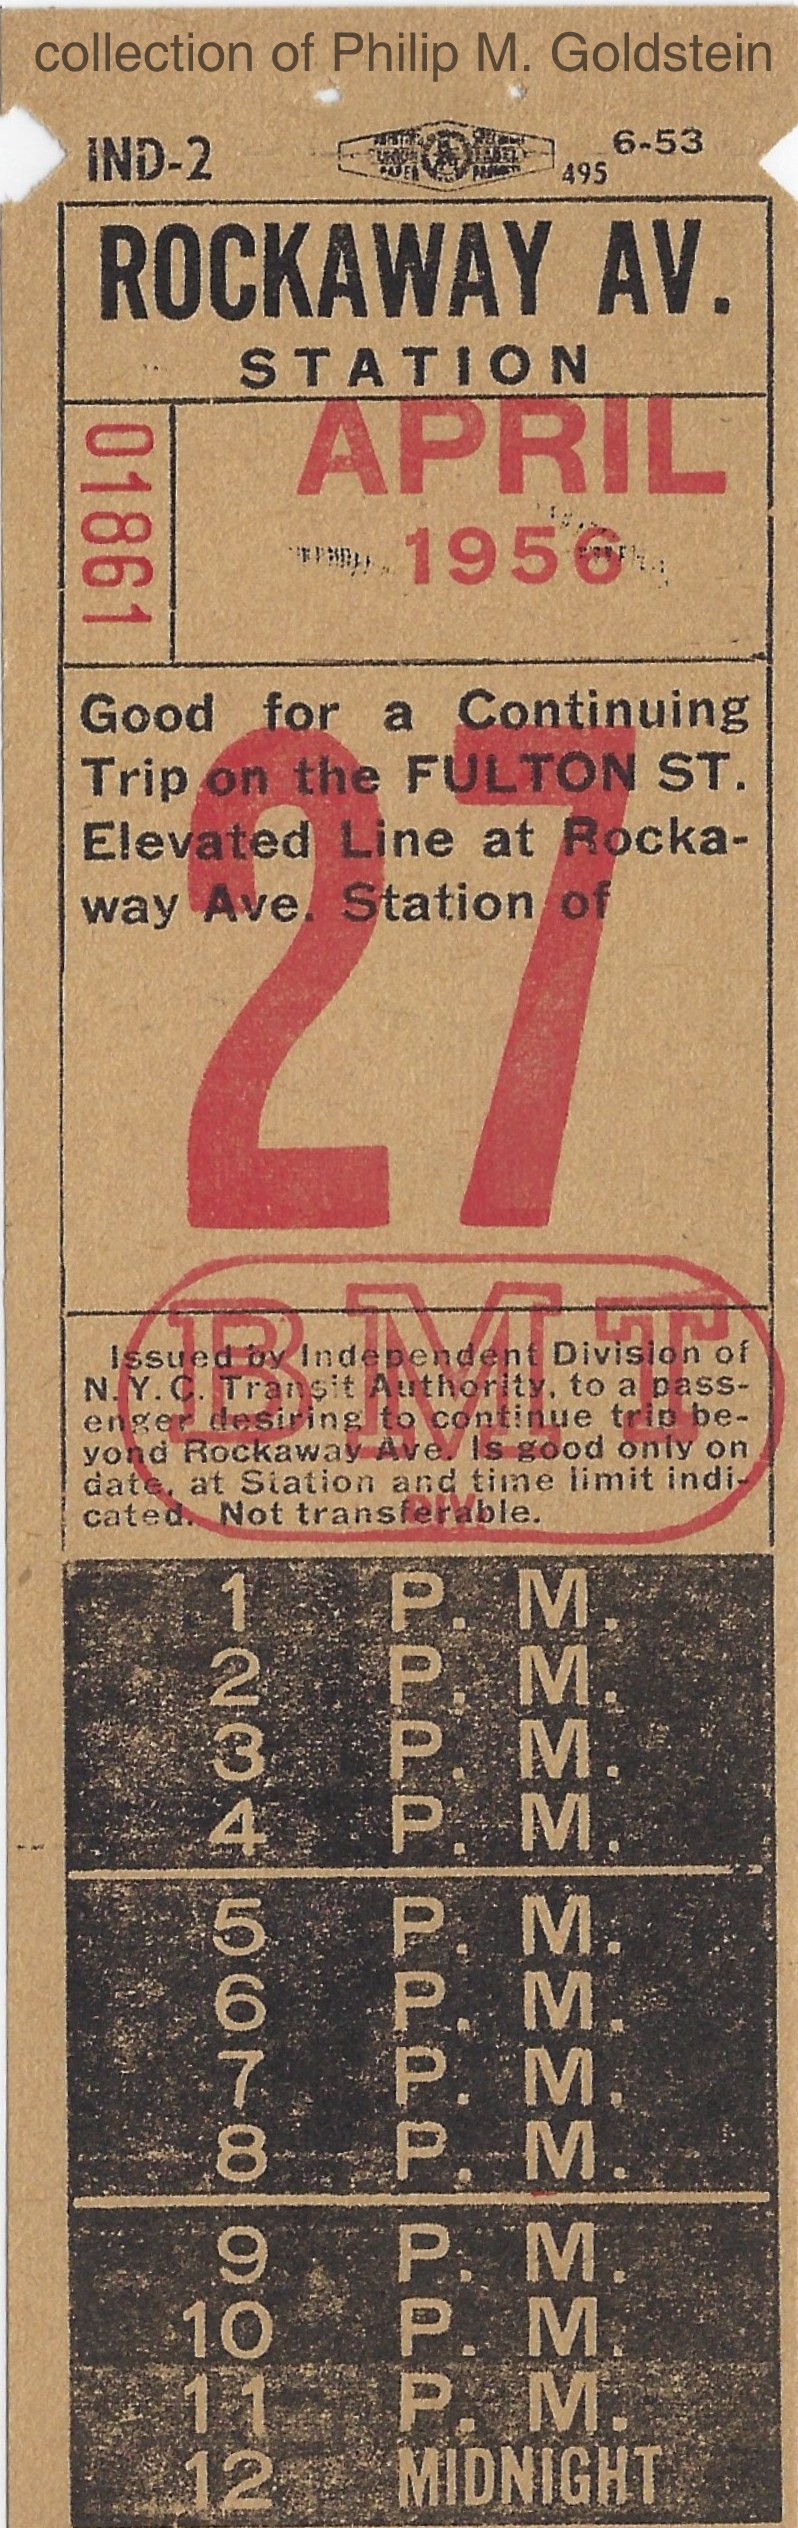 collection of Philip M. Goldstein
IND-2
495
6-53
ROCKAWAY AV.
STATION
01861
APRIL
1956
Good for a Continuing
Trip on the FULTON ST.
Elevated Line at Rocka-
way Ave. Station of
27
BMT
Issued by Independent Division of
N.Y.C. Transit Authority, to a pass-
enger desiring to continue trip be-
yond Rockaway Ave. Is good only on
date, at Station and time limit indi-
cated. Not transferable.
1 P. M.
2 P. M.
3 P. M.
4 P. M.
5 P. M.
6 P. M.
7 P. M.
8 P. M.
9 P. M.
10 P. M.
11 P. M.
12 MIDNIGHT